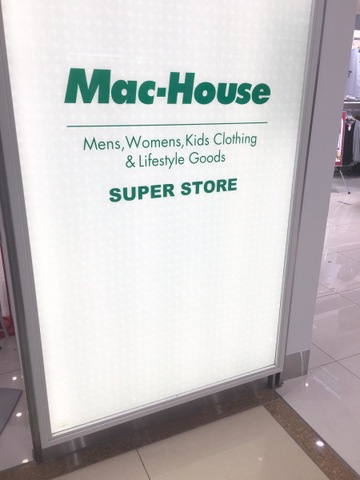 Mac-House
Mens,Womens,Kids Clothing
& Lifestyle Goods
SUPER STORE